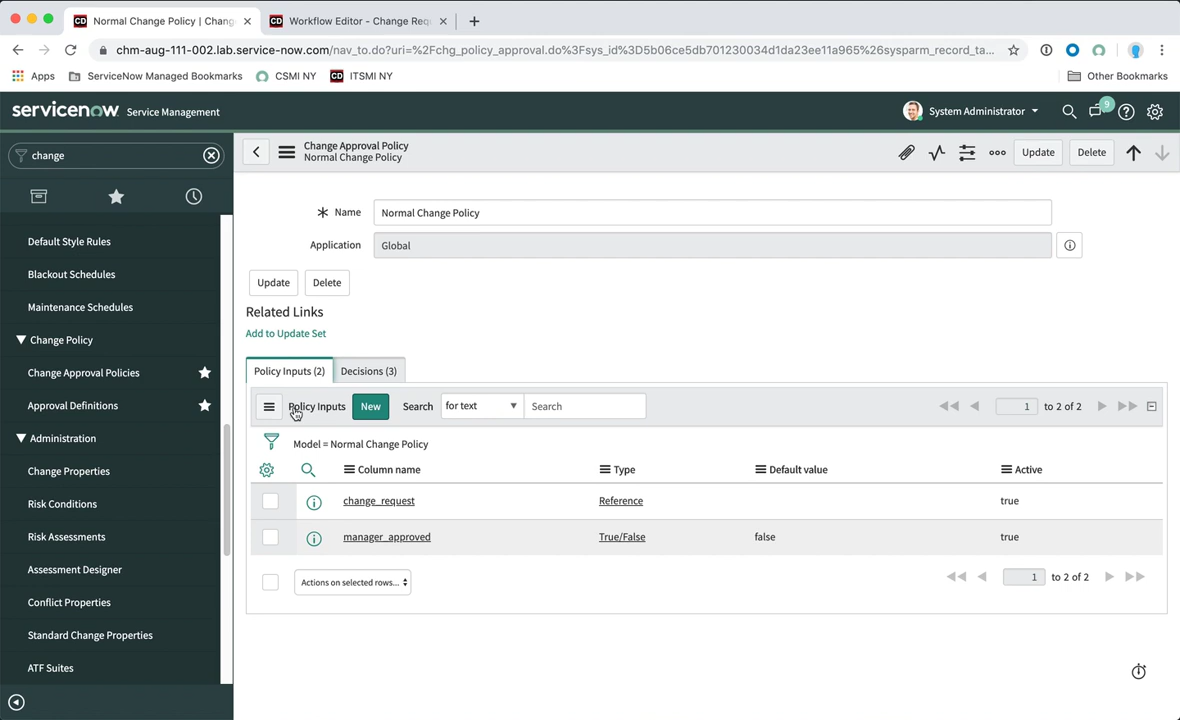 CD Normal Change Policy | Chang
CD Workflow Editor - Change Req
chm-aug-111-002.lab.service-now.com/nav_to.do?uri=%2Fchg_policy_approval.do%3Fsys_id%3D5b06ce5db701230034d1da23ee11a965%26sysparm_record_ta...
Apps
ServiceNow Managed Bookmarks
CSMI NY
CD ITSMI NY
Other Bookmarks
servicenow Service Management
System Administrator
9
change
Default Style Rules
Blackout Schedules
Maintenance Schedules
Change Policy
Change Approval Policies
Approval Definitions
Administration
Change Properties
Risk Conditions
Risk Assessments
Assessment Designer
Conflict Properties
Standard Change Properties
ATF Suites
Change Approval Policy
Normal Change Policy
Update
Delete
Name Normal Change Policy
Application Global
Update Delete
Related Links
Add to Update Set
Policy Inputs (2) Decisions (3)
Policy Inputs New Search for text Search 1 to 2 of 2
Model = Normal Change Policy
Column name Type Default value Active
change_request Reference true
manager_approved True/False false true
Actions on selected rows... 1 to 2 of 2